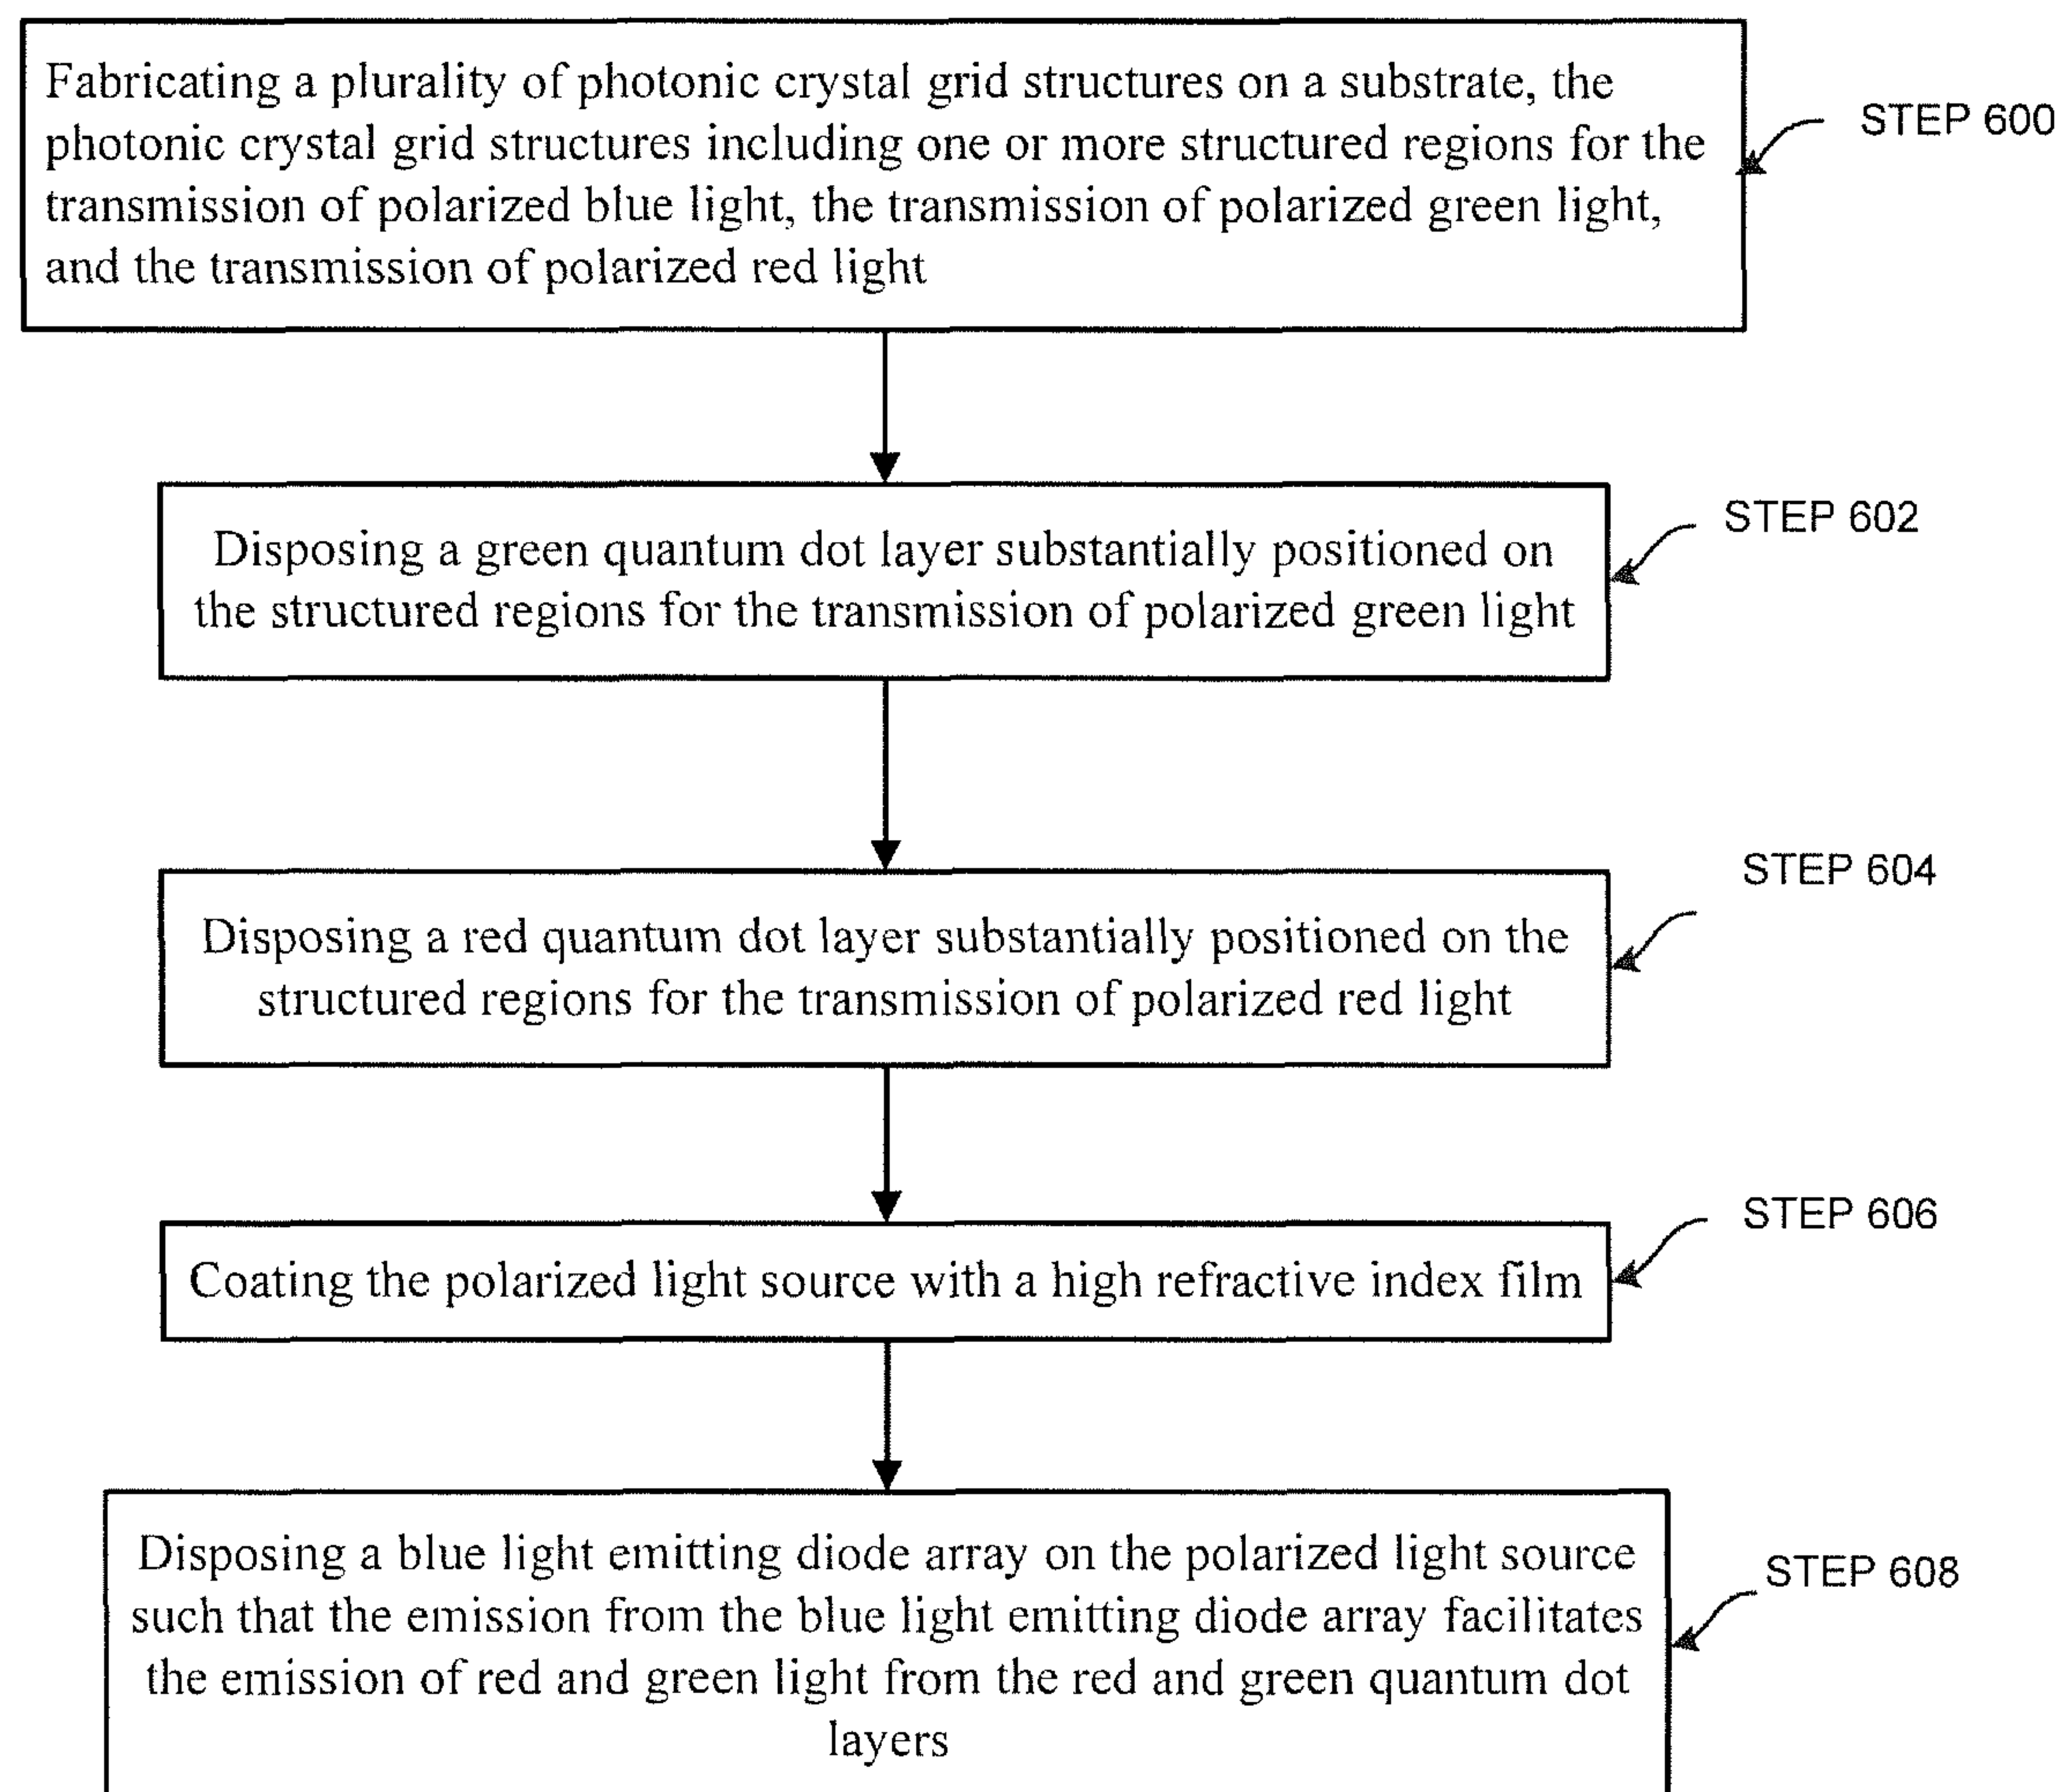 Fabricating a plurality of photonic crystal grid structures on a substrate, the
photonic crystal grid structures including one or more structured regions for the
transmission of polarized blue light, the transmission of polarized green light,
and the transmission of polarized red light
STEP 600
Disposing a green quantum dot layer substantially positioned on
the structured regions for the transmission of polarized green light
STEP 602
Disposing a red quantum dot layer substantially positioned on the
structured regions for the transmission of polarized red light
STEP 604
Coating the polarized light source with a high refractive index film
STEP 606
Disposing a blue light emitting diode array on the polarized light source
such that the emission from the blue light emitting diode array facilitates
the emission of red and green light from the red and green quantum dot
layers
STEP 608